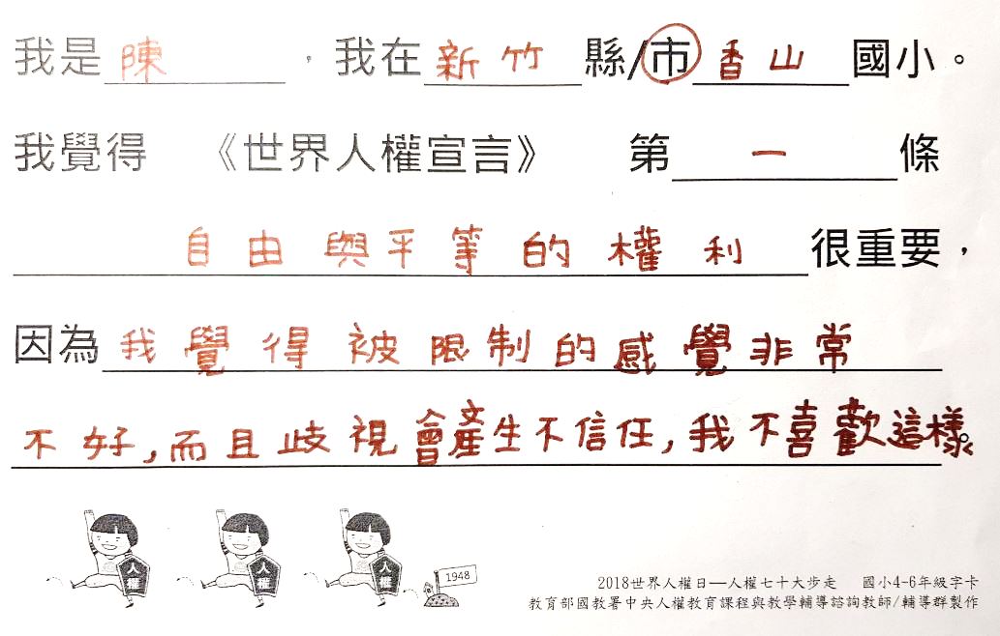 我是陳，我在新竹縣/市香山國小。
我覺得《世界人權宣言》第一條
自由與平等的權利很重要，
因為我覺得被限制的感覺非常
不好，而且歧視會產生不信任，我不喜歡這樣。
人權 人權 人權 1948
2018世界人權日—人權七十大步走 國小4-6年級字卡
教育部國教署中央人權教育課程與教學輔導諮詢教師/輔導群製作